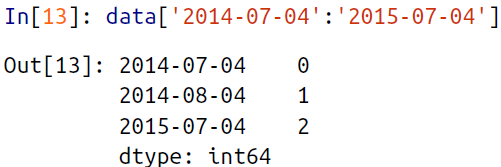 In[13]: data['2014-07-04':'2015-07-04']
Out[13]: 2014-07-04    0
2014-08-04    1
2015-07-04    2
dtype: int64